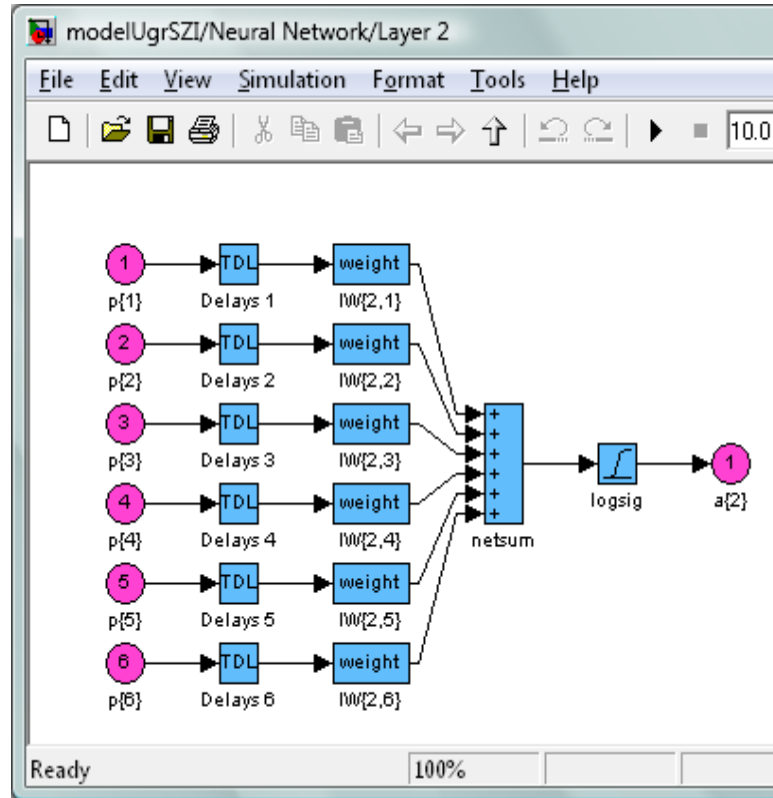 modelUgrSZI/Neural Network/Layer 2
File Edit View Simulation Format Tools Help
10.0
1 TDL weight
p{1} Delays 1 IW{2,1}
2 TDL weight
p{2} Delays 2 IW{2,2}
3 TDL weight
p{3} Delays 3 IW{2,3}
4 TDL weight
p{4} Delays 4 IW{2,4}
5 TDL weight
p{5} Delays 5 IW{2,5}
6 TDL weight
p{6} Delays 6 IW{2,6}
+
+
+
+
+
+
netsum
logsig
1
a{2}
Ready 100%